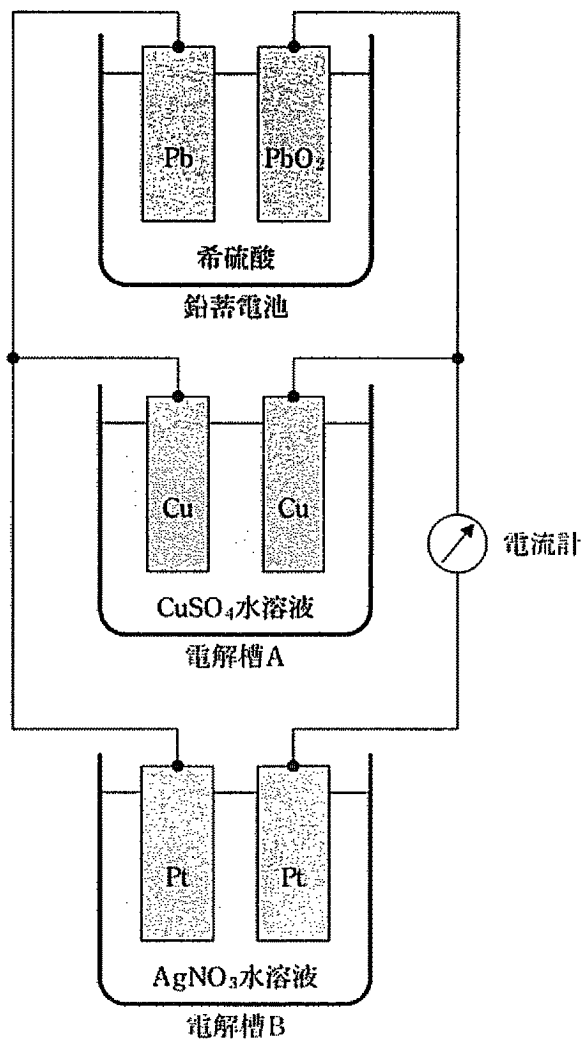 Pb
PbO₂
希硫酸
鉛蓄電池
Cu
Cu
電流計
CuSO₄水溶液
電解槽A
Pt
Pt
AgNO₃水溶液
電解槽B